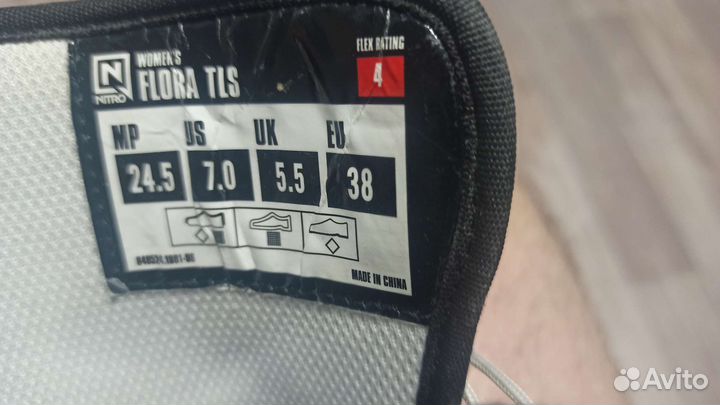 WOMEN'S
FLORA TLS
FLEX RATING
4
NITRO
MP US UK EU
24.5 7.0 5.5 38
MADE IN CHINA
Avito